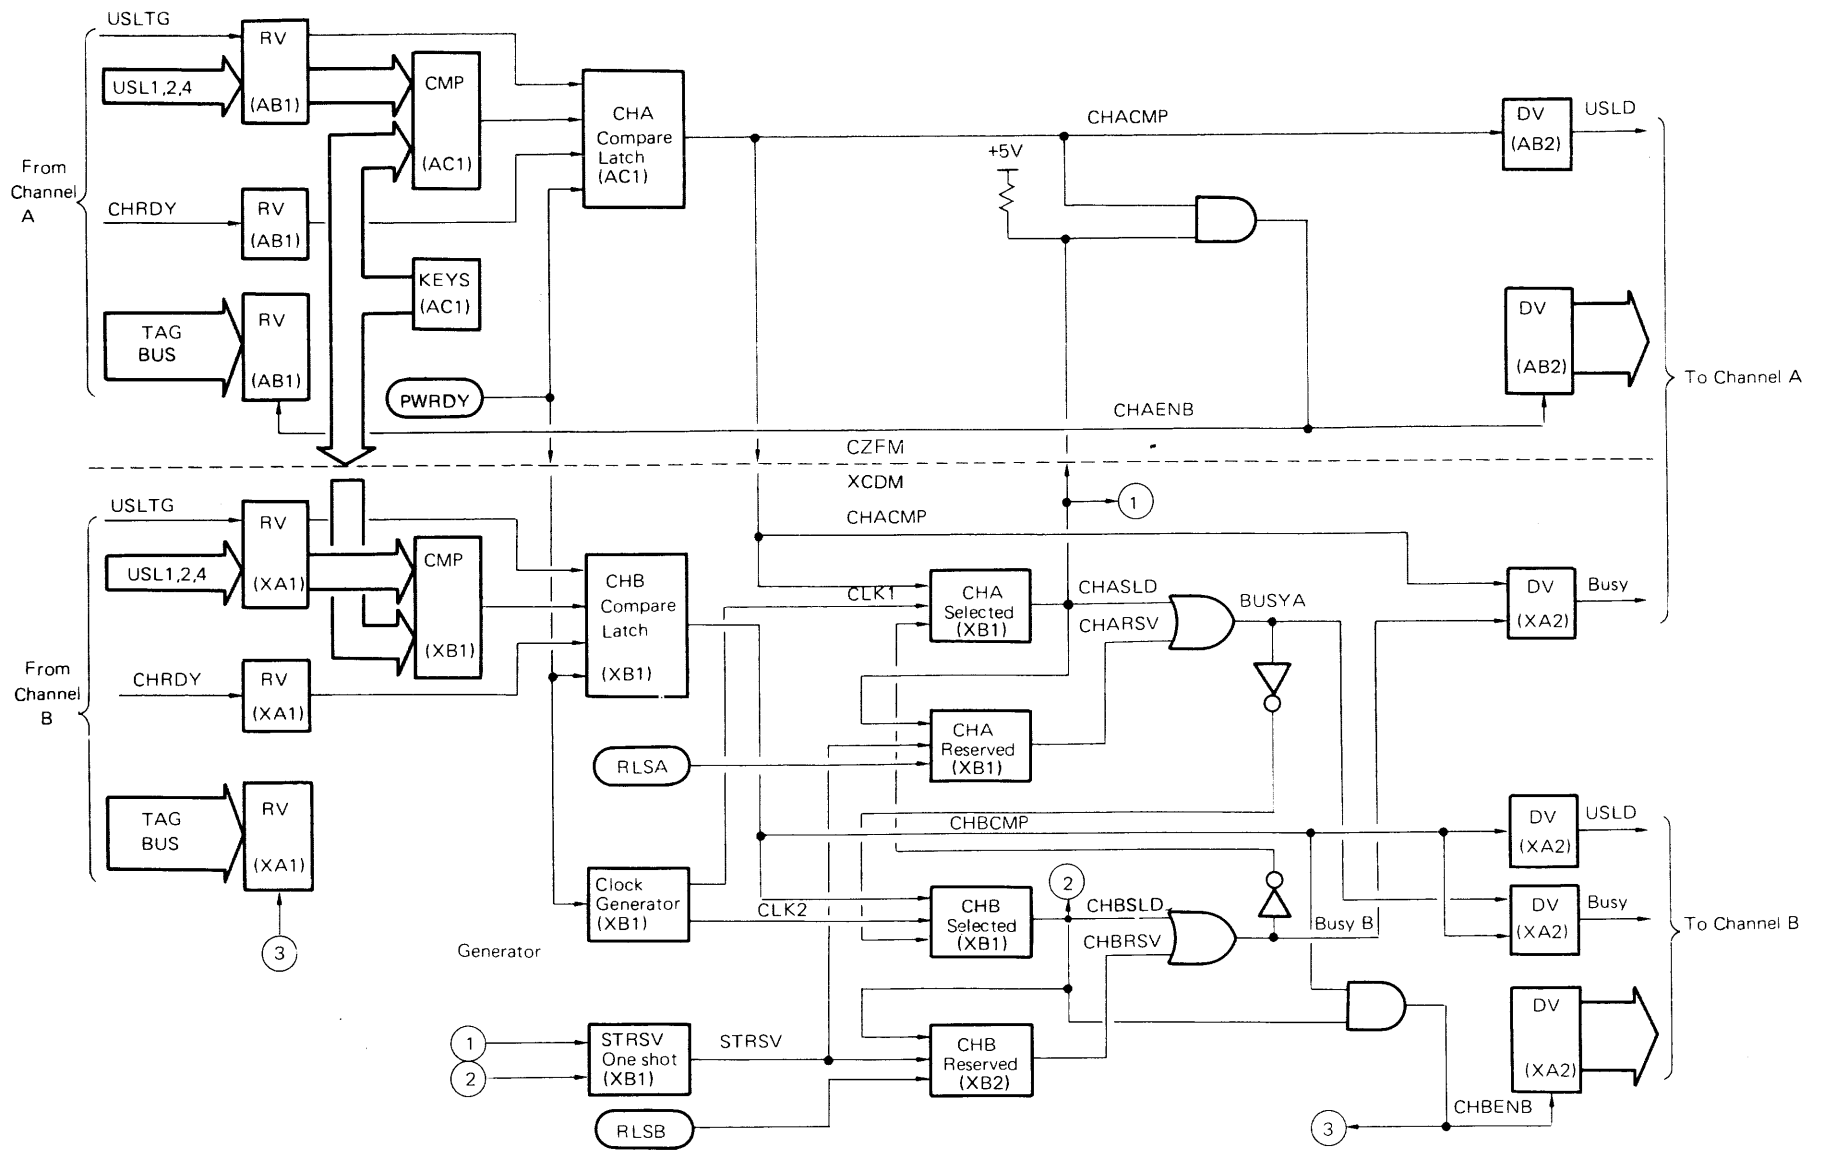 USLTG
RV
(AB1)
USL1,2,4
CMP
(AC1)
CHA
Compare
Latch
(AC1)
CHACMP
DV
(AB2)
USLD
+5V
From
Channel
A
CHRDY
RV
(AB1)
KEYS
(AC1)
TAG
BUS
RV
(AB1)
PWRDY
DV
(AB2)
To Channel A
CHAENB
CZFM
XCDM
1
USLTG
RV
(XA1)
USL1,2,4
CMP
(XB1)
CHB
Compare
Latch
(XB1)
CHACMP
CLK1
CHA
Selected
(XB1)
CHASLD
CHARSV
BUSYA
DV
(XA2)
Busy
From
Channel
B
CHRDY
RV
(XA1)
CHA
Reserved
(XB1)
RLSA
TAG
BUS
RV
(XA1)
3
CHBCMP
DV
(XA2)
USLD
Clock
Generator
(XB1)
CLK2
CHB
Selected
(XB1)
2
CHBSLD
CHBRSV
Busy B
DV
(XA2)
Busy
To Channel B
Generator
1
2
STRSV
One shot
(XB1)
STRSV
CHB
Reserved
(XB2)
DV
(XA2)
RLSB
CHBENB
3